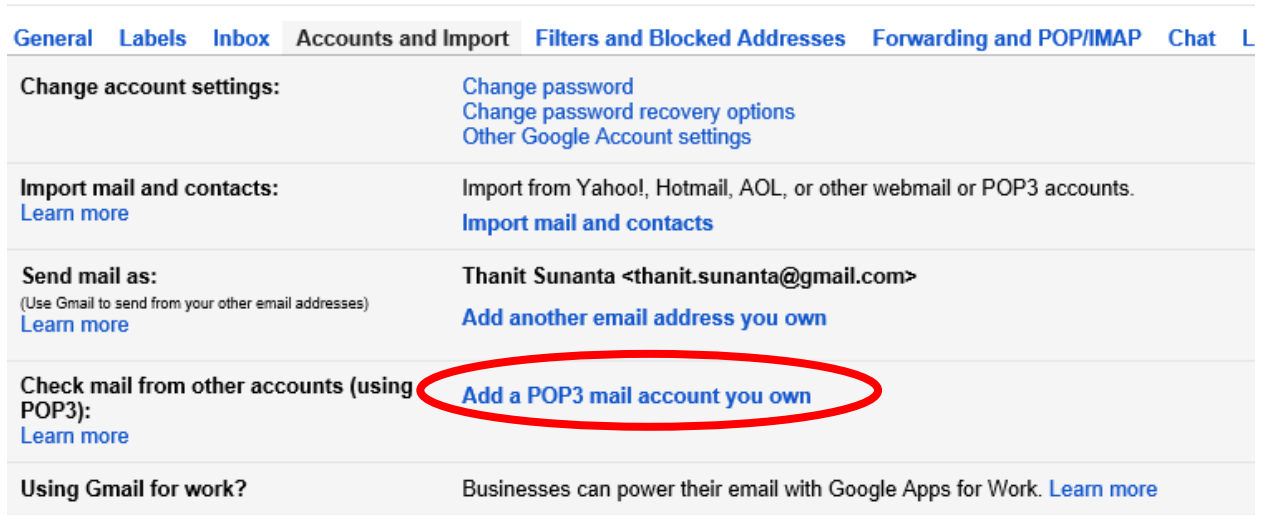 General Labels Inbox Accounts and Import Filters and Blocked Addresses Forwarding and POP/IMAP Chat L
Change account settings: Change password
Change password recovery options
Other Google Account settings
Import mail and contacts: Import from Yahoo!, Hotmail, AOL, or other webmail or POP3 accounts.
Learn more
Import mail and contacts
Send mail as: Thanit Sunanta <thanit.sunanta@gmail.com>
(Use Gmail to send from your other email addresses)
Learn more
Add another email address you own
Check mail from other accounts (using
POP3):
Learn more
Add a POP3 mail account you own
Using Gmail for work? Businesses can power their email with Google Apps for Work. Learn more